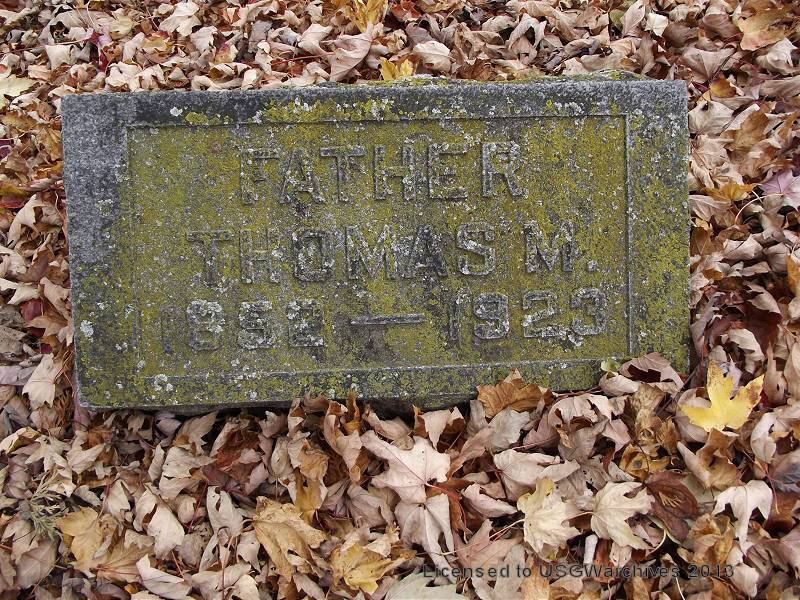 FATHER
THOMAS M.
1852 — 1923
Licensed to USGWarchives 2013